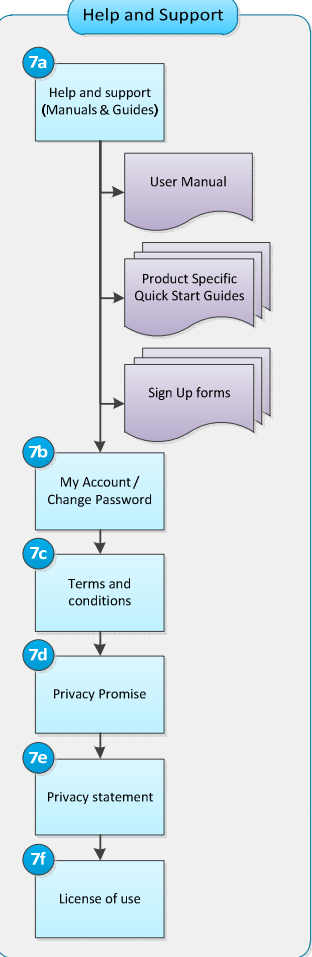 Help and Support
7a
Help and support
(Manuals & Guides)
User Manual
Product Specific
Quick Start Guides
Sign Up forms
7b
My Account/
Change Password
7c
Terms and
conditions
7d
Privacy Promise
7e
Privacy statement
7f
License of use